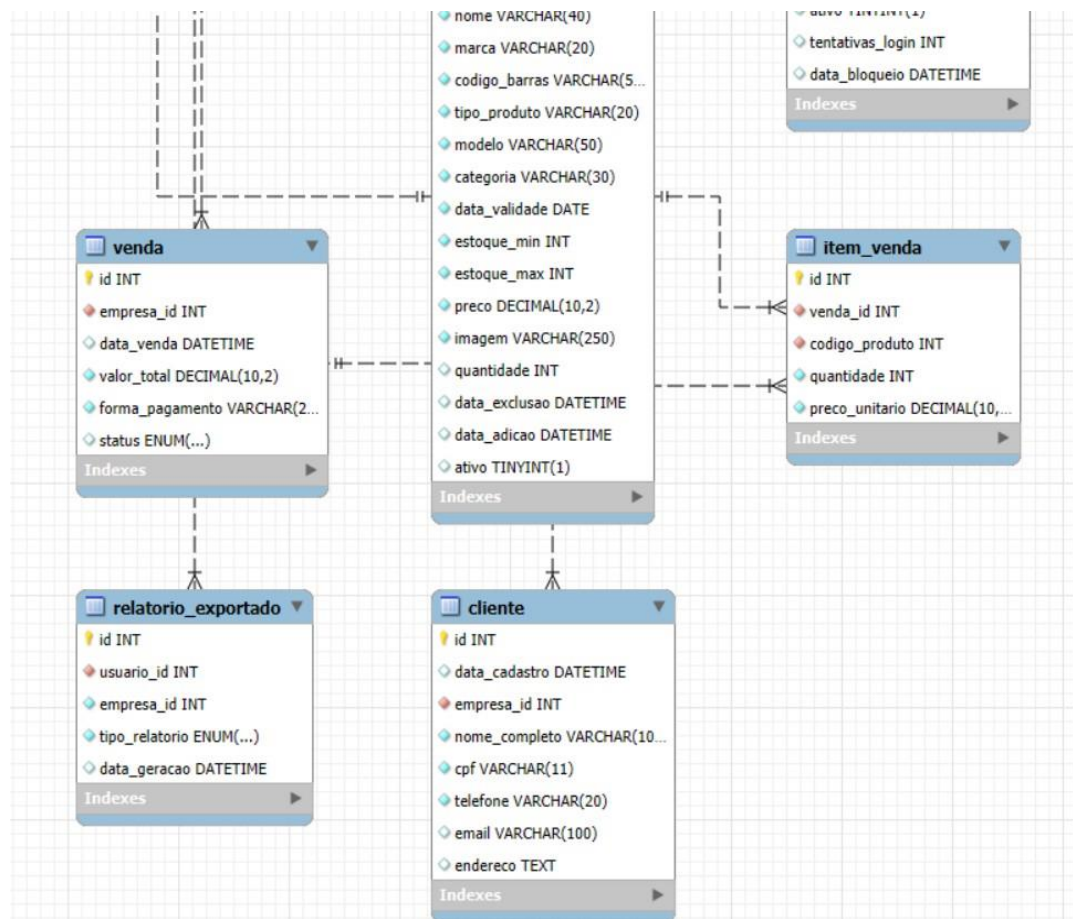 nome VARCHAR(40)
marca VARCHAR(20)
codigo_barras VARCHAR(5...
tipo_produto VARCHAR(20)
modelo VARCHAR(50)
categoria VARCHAR(30)
data_validade DATE
estoque_min INT
estoque_max INT
preco DECIMAL(10,2)
imagem VARCHAR(250)
quantidade INT
data_exclusao DATETIME
data_adicao DATETIME
ativo TINYINT(1)
Indexes
ativo TINYINT(1)
tentativas_login INT
data_bloqueio DATETIME
Indexes
venda
id INT
empresa_id INT
data_venda DATETIME
valor_total DECIMAL(10,2)
forma_pagamento VARCHAR(2...
status ENUM(...)
Indexes
item_venda
id INT
venda_id INT
codigo_produto INT
quantidade INT
preco_unitario DECIMAL(10,...
Indexes
relatorio_exportado
id INT
usuario_id INT
empresa_id INT
tipo_relatorio ENUM(...)
data_geracao DATETIME
Indexes
cliente
id INT
data_cadastro DATETIME
empresa_id INT
nome_completo VARCHAR(10...
cpf VARCHAR(11)
telefone VARCHAR(20)
email VARCHAR(100)
endereco TEXT
Indexes